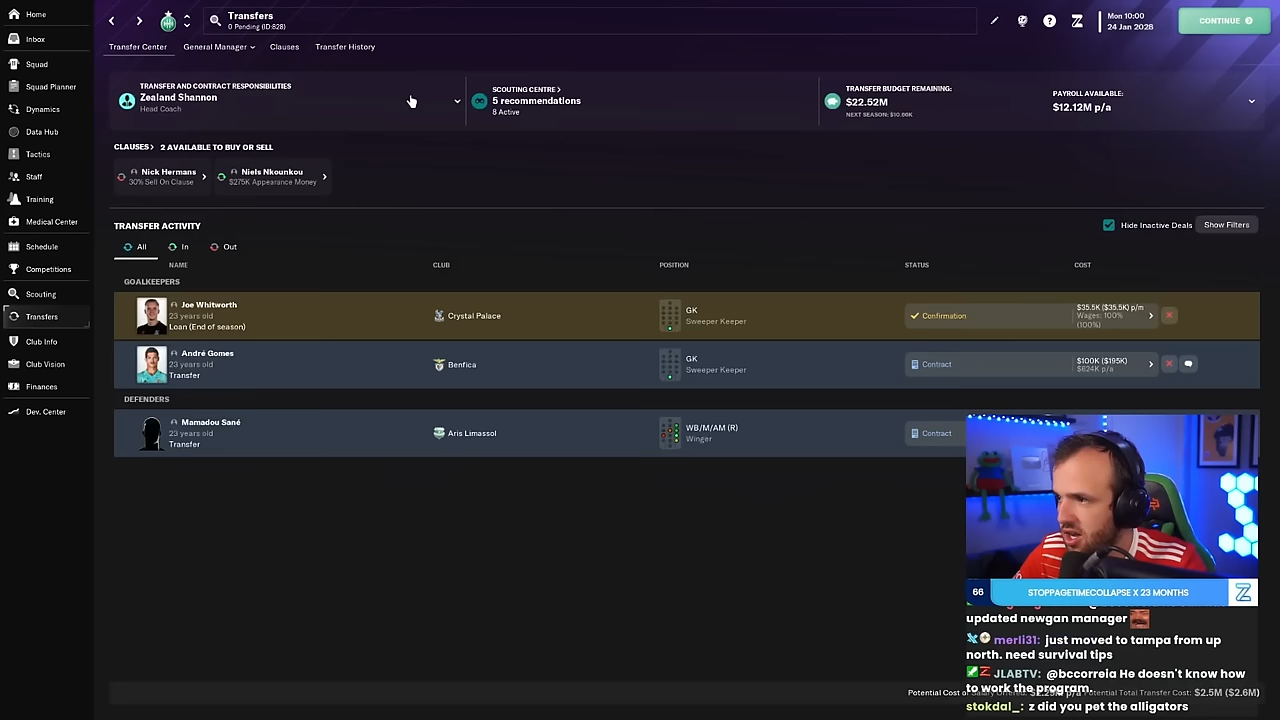 Home
Inbox
Squad
Squad Planner
Dynamics
Data Hub
Tactics
Staff
Training
Medical Center
Schedule
Competitions
Scouting
Transfers
Club Info
Club Vision
Finances
Dev. Center
Transfers
0 Pending (ID:828)
Mon 10:00
24 Jan 2028
CONTINUE
Transfer Center
General Manager
Clauses
Transfer History
TRANSFER AND CONTRACT RESPONSIBILITIES
Zealand Shannon
Head Coach
SCOUTING CENTRE >
5 recommendations
8 Active
TRANSFER BUDGET REMAINING:
$22.52M
PAYROLL AVAILABLE:
$12.12M p/a
CLAUSES > 2 AVAILABLE TO BUY OR SELL
Nick Hermans
30% Sell On Clause
Niels Nkounkou
$275K Appearance Money
TRANSFER ACTIVITY
Hide Inactive Deals
Show Filters
All
In
Out
NAME CLUB POSITION STATUS COST
GOALKEEPERS
Joe Whitworth
23 years old
Loan (End of season)
Crystal Palace
GK
Sweeper Keeper
Confirmation
$35.5K ($35.5K) p/m
Wages: 100%
(100%)
André Gomes
23 years old
Transfer
Benfica
GK
Sweeper Keeper
Contract
$100K ($195K)
$624K p/a
DEFENDERS
Mamadou Sané
23 years old
Transfer
Aris Limassol
WB/M/AM (R)
Winger
Contract
66
STOPPAGETIMECOLLAPSE X 23 MONTHS
Z
updated newgan manager
merli31: just moved to tampa from up
north. need survival tips
JLABTV: @bccorreia He doesn't know how
to work the program.
Potential Total Transfer Cost: $2.5M ($2.6M)
stokdal_: z did you pet the alligators